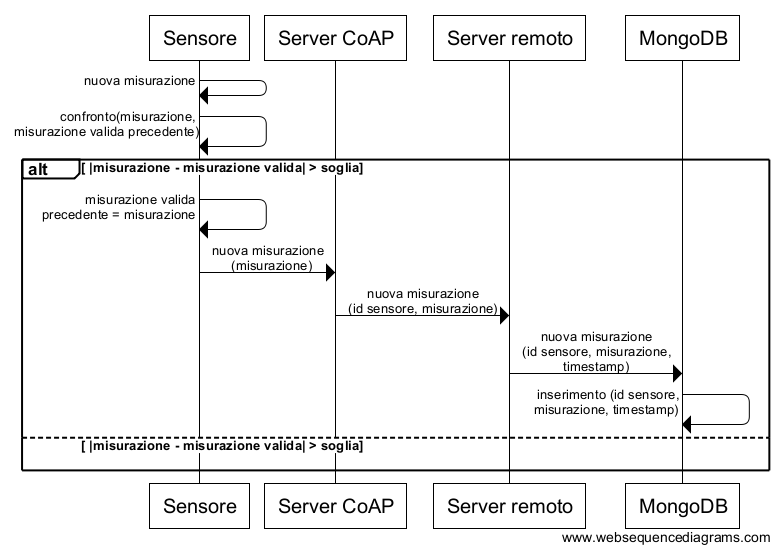 Sensore
Server CoAP
Server remoto
MongoDB
nuova misurazione
confronto(misurazione,
misurazione valida precedente)
alt
[ |misurazione - misurazione valida| > soglia]
misurazione valida
precedente = misurazione
nuova misurazione
(misurazione)
nuova misurazione
(id sensore, misurazione)
nuova misurazione
(id sensore, misurazione,
timestamp)
inserimento (id sensore,
misurazione, timestamp)
[ |misurazione - misurazione valida| > soglia]
Sensore
Server CoAP
Server remoto
MongoDB
www.websequencediagrams.com